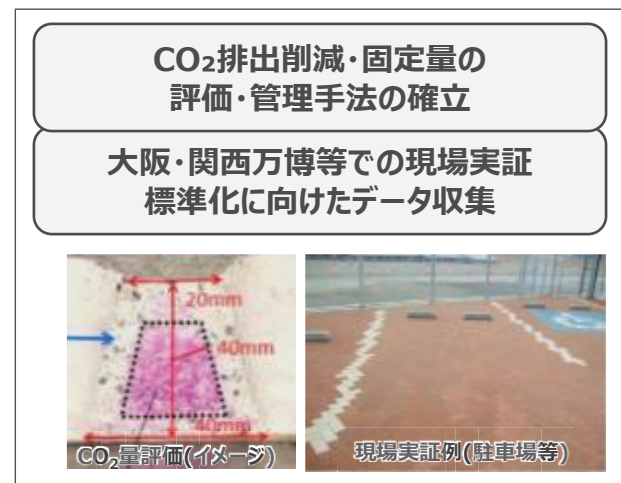 CO₂排出削減・固定量の
評価・管理手法の確立
大阪・関西万博等での現場実証
標準化に向けたデータ収集
20mm
40mm
40mm
CO₂量評価(イメージ)
現場実証例(駐車場等)